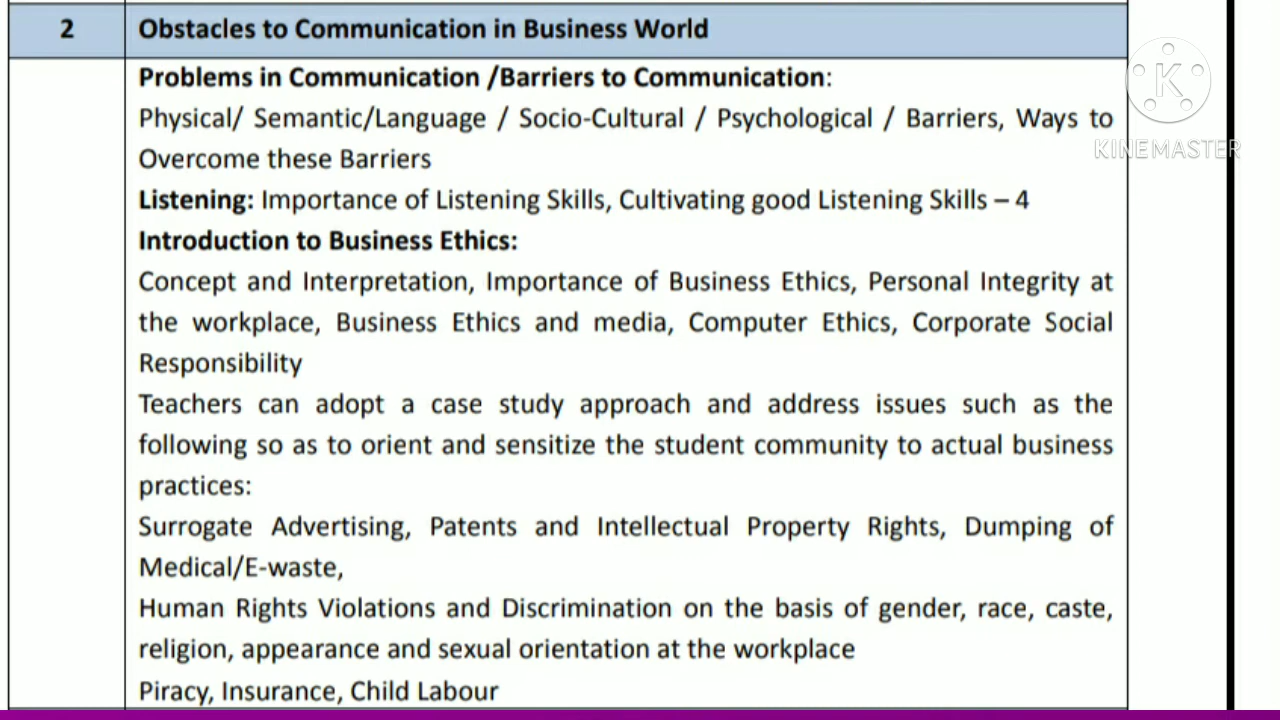 2
Obstacles to Communication in Business World
Problems in Communication /Barriers to Communication:
Physical/ Semantic/Language / Socio-Cultural / Psychological / Barriers, Ways to
Overcome these Barriers
Listening: Importance of Listening Skills, Cultivating good Listening Skills – 4
Introduction to Business Ethics:
Concept and Interpretation, Importance of Business Ethics, Personal Integrity at
the workplace, Business Ethics and media, Computer Ethics, Corporate Social
Responsibility
Teachers can adopt a case study approach and address issues such as the
following so as to orient and sensitize the student community to actual business
practices:
Surrogate Advertising, Patents and Intellectual Property Rights, Dumping of
Medical/E-waste,
Human Rights Violations and Discrimination on the basis of gender, race, caste,
religion, appearance and sexual orientation at the workplace
Piracy, Insurance, Child Labour
K
KINEMASTER